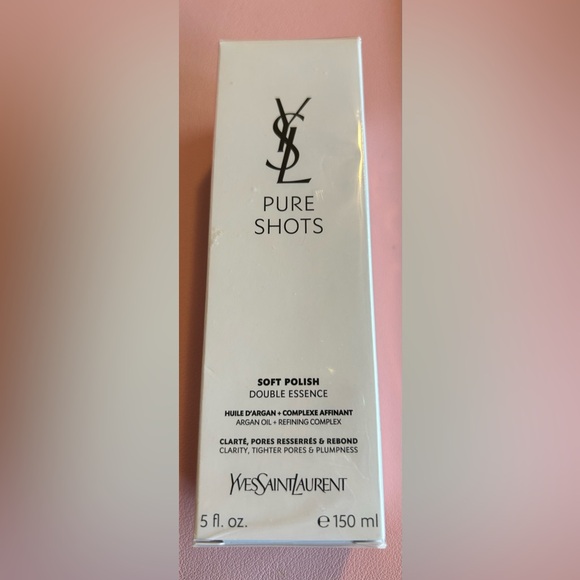 YSL
PURE
SHOTS
SOFT POLISH
DOUBLE ESSENCE
HUILE D'ARGAN + COMPLEXE AFFINANT
ARGAN OIL + REFINING COMPLEX
CLARTÉ, PORES RESSERRÉS & REBOND
CLARITY, TIGHTER PORES & PLUMPNESS
YVESSAINTLAURENT
5 fl. oz. ℮ 150 ml